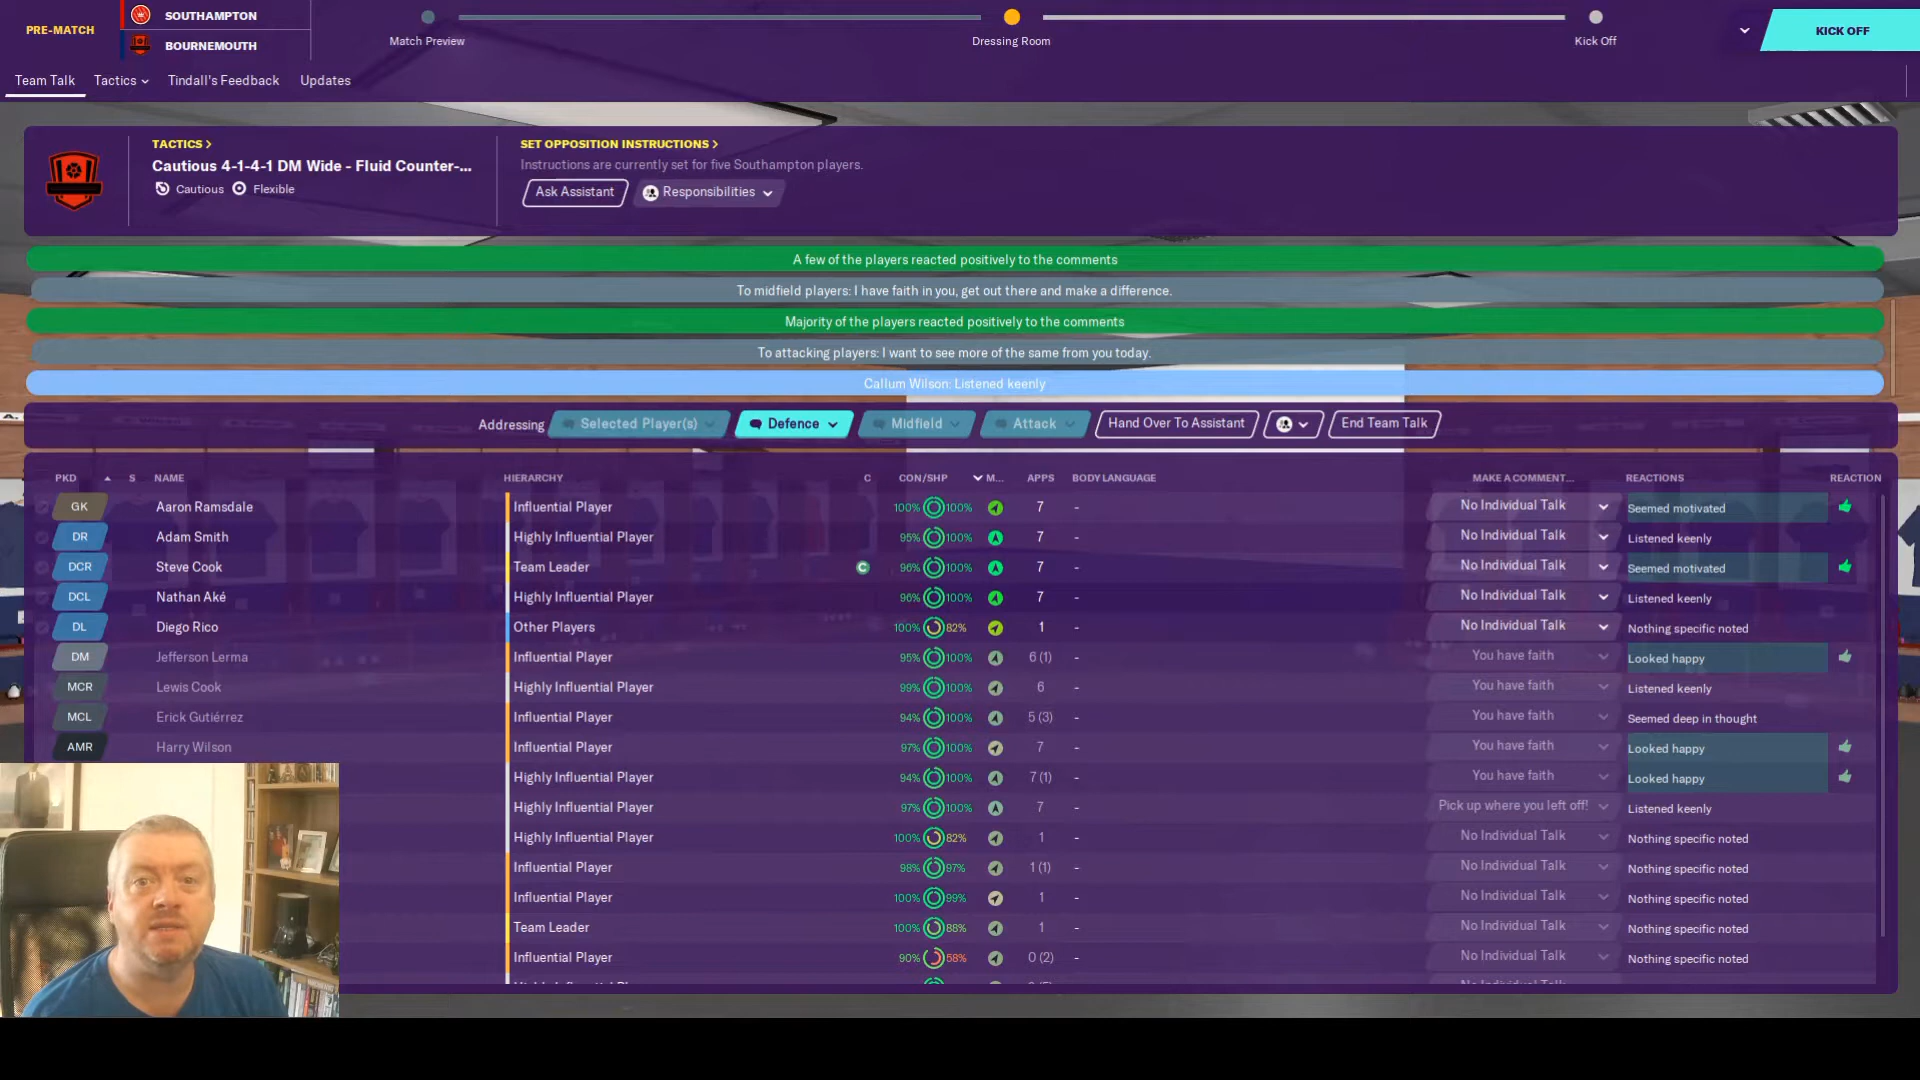 PRE-MATCH
SOUTHAMPTON
BOURNEMOUTH
Match Preview
Dressing Room
Kick Off
KICK OFF
Team Talk
Tactics
Tindall's Feedback
Updates
TACTICS >
Cautious 4-1-4-1 DM Wide - Fluid Counter-...
Cautious Flexible
SET OPPOSITION INSTRUCTIONS >
Instructions are currently set for five Southampton players.
Ask Assistant Responsibilities
A few of the players reacted positively to the comments
To midfield players: I have faith in you, get out there and make a difference.
Majority of the players reacted positively to the comments
To attacking players: I want to see more of the same from you today.
Callum Wilson: Listened keenly
Addressing Selected Player(s) Defence Midfield Attack Hand Over To Assistant End Team Talk
PKD S NAME HIERARCHY C CON/SHP M... APPS BODY LANGUAGE MAKE A COMMENT... REACTIONS REACTION
GK Aaron Ramsdale Influential Player 100% 100% 7 - No Individual Talk Seemed motivated
DR Adam Smith Highly Influential Player 95% 100% 7 - No Individual Talk Listened keenly
DCR Steve Cook Team Leader C 96% 100% 7 - No Individual Talk Seemed motivated
DCL Nathan Aké Highly Influential Player 96% 100% 7 - No Individual Talk Listened keenly
DL Diego Rico Other Players 100% 82% 1 - No Individual Talk Nothing specific noted
DM Jefferson Lerma Influential Player 95% 100% 6 (1) - You have faith Looked happy
MCR Lewis Cook Highly Influential Player 99% 100% 6 - You have faith Listened keenly
MCL Erick Gutiérrez Influential Player 94% 100% 5 (3) - You have faith Seemed deep in thought
AMR Harry Wilson Influential Player 97% 100% 7 - You have faith Looked happy
Highly Influential Player 94% 100% 7 (1) - You have faith Looked happy
Highly Influential Player 97% 100% 7 - Pick up where you left off! Listened keenly
Highly Influential Player 100% 82% 1 - No Individual Talk Nothing specific noted
Influential Player 98% 97% 1 (1) - No Individual Talk Nothing specific noted
Influential Player 100% 99% 1 - No Individual Talk Nothing specific noted
Team Leader 100% 88% 1 - No Individual Talk Nothing specific noted
Influential Player 90% 58% 0 (2) - No Individual Talk Nothing specific noted